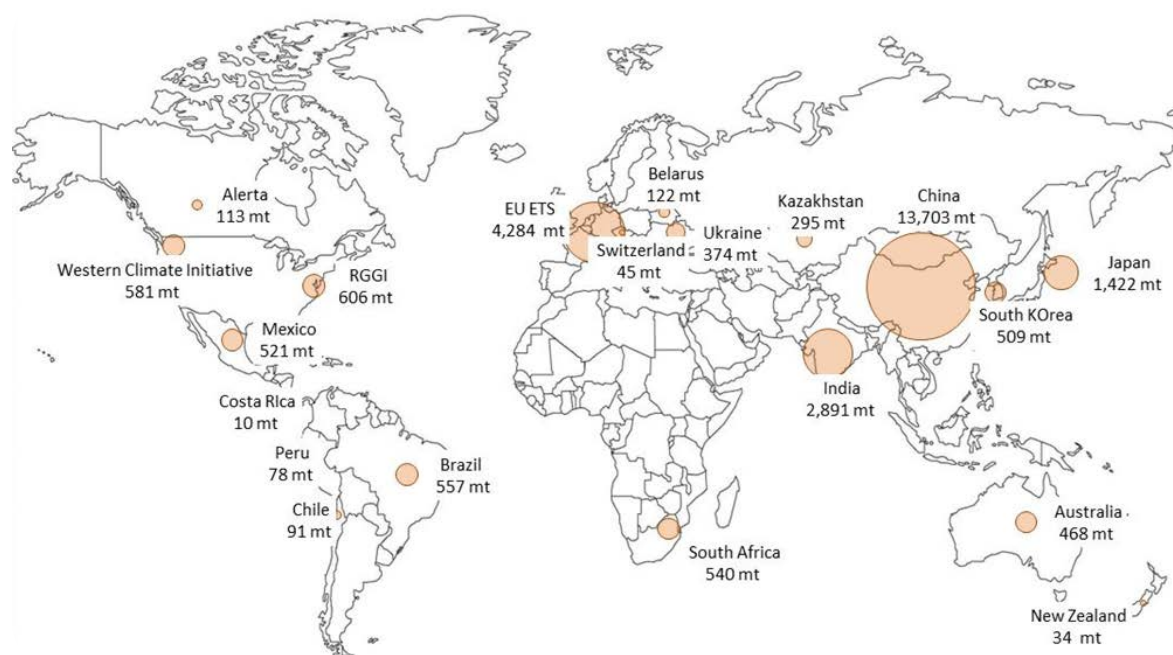 Alerta
113 mt
Western Climate Initiative
581 mt
RGGI
606 mt
Mexico
521 mt
Costa RIca
10 mt
Peru
78 mt
Chile
91 mt
Brazil
557 mt
Belarus
122 mt
EU ETS
4,284 mt
Switzerland
45 mt
Ukraine
374 mt
Kazakhstan
295 mt
China
13,703 mt
Japan
1,422 mt
South KOrea
509 mt
India
2,891 mt
South Africa
540 mt
Australia
468 mt
New Zealand
34 mt